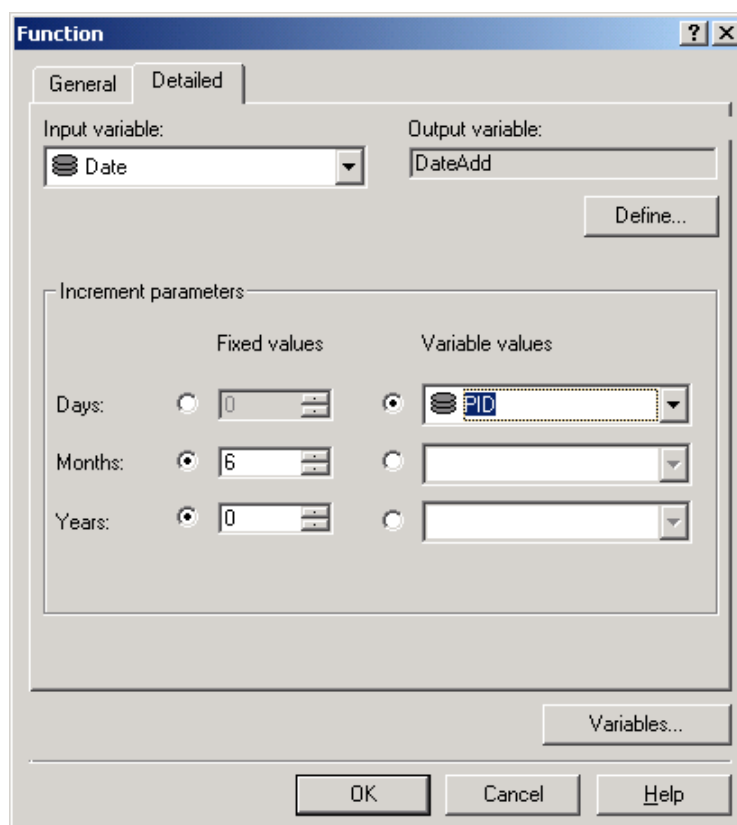 Function
General Detailed
Input variable: Output variable:
Date DateAdd
Define...
Increment parameters
Fixed values Variable values
Days: 0 PID
Months: 6
Years: 0
Variables...
OK Cancel Help